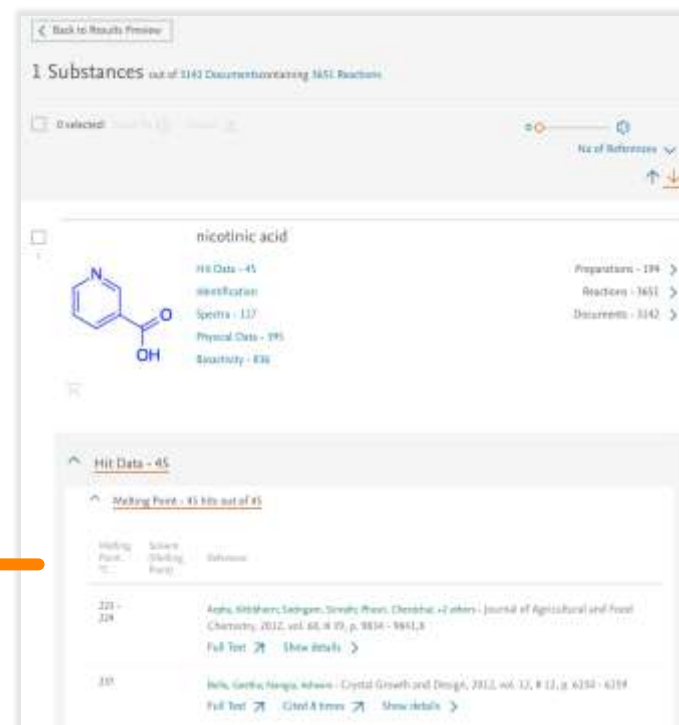 Back to Results Preview
1 Substances out of 3142 Documents containing 3651 Reactions
0 selected
No of References
nicotinic acid
Hit Data - 45
Identification
Spectra - 117
Physical Data - 395
Bioactivity - 836
Preparations - 194
Reactions - 3651
Documents - 3142
N
O
OH
Hit Data - 45
Melting Point - 45 hits out of 45
Melting Point, °C
Solvent (Melting Point)
Reference
Journal of Agricultural and Food
Chemistry, 2012, vol. 60, # 39, p. 9834 - 9841,8
Full Text Show details
Crystal Growth and Design, 2012, vol. 12, # 12, p.
Full Text Cited 8 times Show details